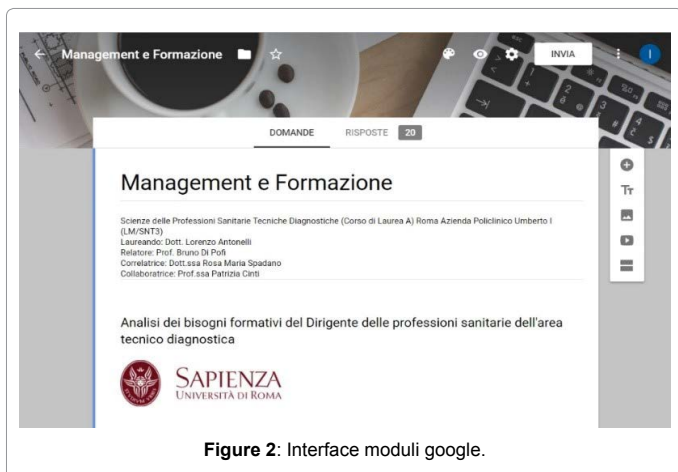 Management e Formazione
INVIA
I
DOMANDE
RISPOSTE 20
Management e Formazione
Scienze delle Professioni Sanitarie Tecniche Diagnostiche (Corso di Laurea A) Roma Azienda Policlinico Umberto I
(LM/SNT3)
Laureando: Dott. Lorenzo Antonelli
Relatore: Prof. Bruno Di Pofi
Correlatrice: Dott.ssa Rosa Maria Spadano
Collaboratrice: Prof.ssa Patrizia Cinti
Tт
Analisi dei bisogni formativi del Dirigente delle professioni sanitarie dell'area
tecnico diagnostica
SAPIENZA
UNIVERSITÀ DI ROMA
Figure 2: Interface moduli google.